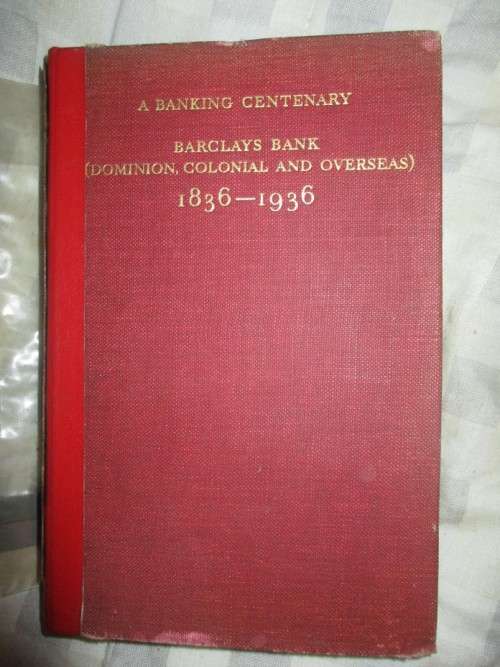 A BANKING CENTENARY
BARCLAYS BANK
(DOMINION, COLONIAL AND OVERSEAS)
1836—1936